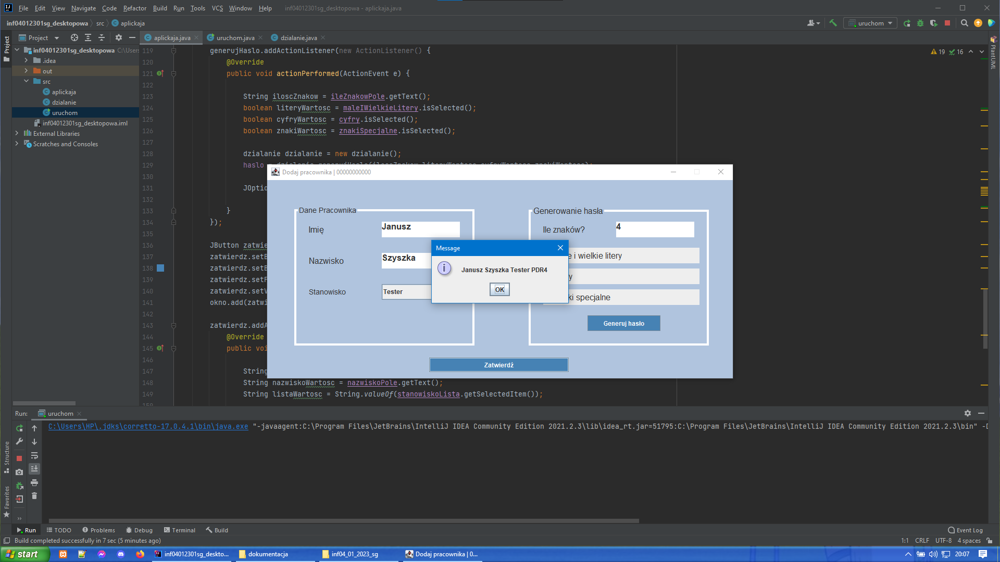 File Edit View Navigate Code Refactor Build Run Tools VCS Window Help inf04012301sg_desktopowa - aplickaja.java
inf04012301sg_desktopowa src aplickaja
uruchom
Project
aplickaja.java
uruchom.java
dzialanie.java
inf04012301sg_desktopowa C:\Users
.idea
out
src
aplickaja
dzialanie
uruchom
inf04012301sg_desktopowa.iml
External Libraries
Scratches and Consoles
Project
PlantUML
19 16
119 generujHaslo.addActionListener(new ActionListener() {
120 @Override
121 public void actionPerformed(ActionEvent e) {
122
123 String iloscZnakow = ileZnakowPole.getText();
124 boolean literyWartosc = maleIWielkieLitery.isSelected();
125 boolean cyfryWartosc = cyfry.isSelected();
126 boolean znakiWartosc = znakiSpecjalne.isSelected();
127
128 dzialanie dzialanie = new dzialanie();
129 haslo
130
131 JOptio
132
133 }
134 });
135
136 JButton zatwie
137 zatwierdz.setB
138 zatwierdz.setB
139 zatwierdz.setF
140 zatwierdz.setV
141 okno.add(zatwi
142
143 zatwierdz.addA
144 @Override
145 public voi
146
147 String
148 String nazwiskoWartosc = nazwiskoPole.getText();
149 String listaWartosc = String.valueOf(stanowiskoLista.getSelectedItem());
150
Dodaj pracownika | 00000000000
Dane Pracownika
Imię Janusz
Nazwisko Szyszka
Stanowisko Tester
Generowanie hasła
Ile znaków? 4
e i wielkie litery
y
ki specjalne
Generuj hasło
Zatwierdź
Message
Janusz Szyszka Tester PDR4
OK
Run: uruchom
C:\Users\HP\.jdks\corretto-17.0.4.1\bin\java.exe "-javaagent:C:\Program Files\JetBrains\IntelliJ IDEA Community Edition 2021.2.3\lib\idea_rt.jar=51795:C:\Program Files\JetBrains\IntelliJ IDEA Community Edition 2021.2.3\bin" -D
Structure
Favorites
Run TODO Problems Debug Terminal Build Event Log
Build completed successfully in 7 sec (5 minutes ago) 1:1 CRLF UTF-8 4 spaces
start inf04012301sg_deskto... dokumentacja inf04_01_2023_sg Dodaj pracownika | 0... 20:07